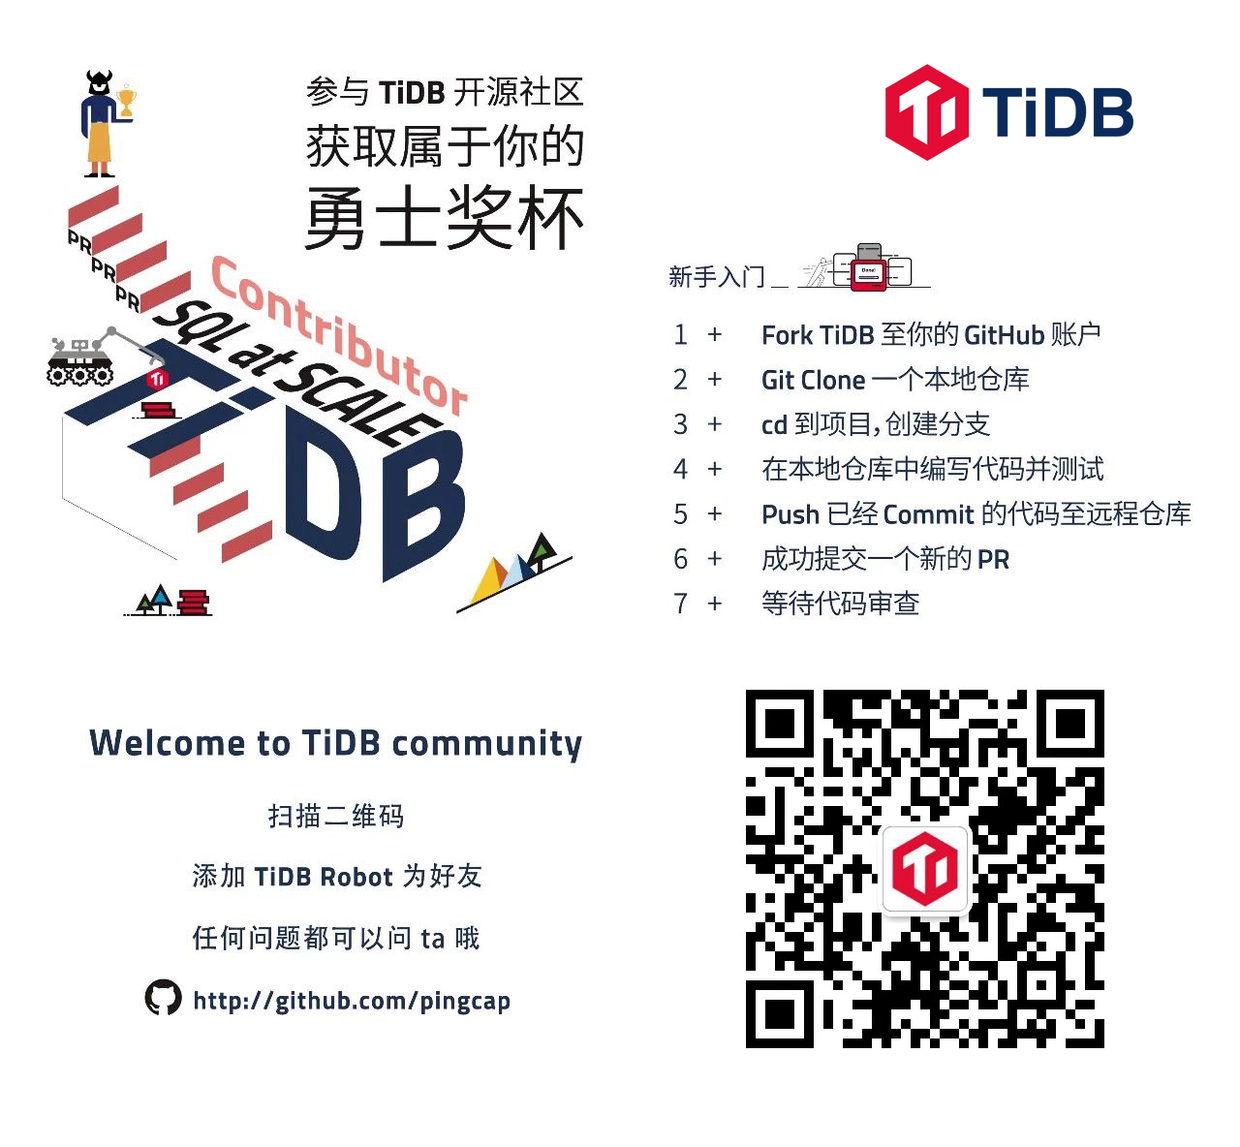 参与 TiDB 开源社区
获取属于你的
勇士奖杯
PR
PR
PR
Contributor
SQL at SCALE
TiDB
TiDB
新手入门_
Done!
1 + Fork TiDB 至你的 GitHub 账户
2 + Git Clone 一个本地仓库
3 + cd 到项目，创建分支
4 + 在本地仓库中编写代码并测试
5 + Push 已经 Commit 的代码至远程仓库
6 + 成功提交一个新的 PR
7 + 等待代码审查
Welcome to TiDB community
扫描二维码
添加 TiDB Robot 为好友
任何问题都可以问 ta 哦
http://github.com/pingcap